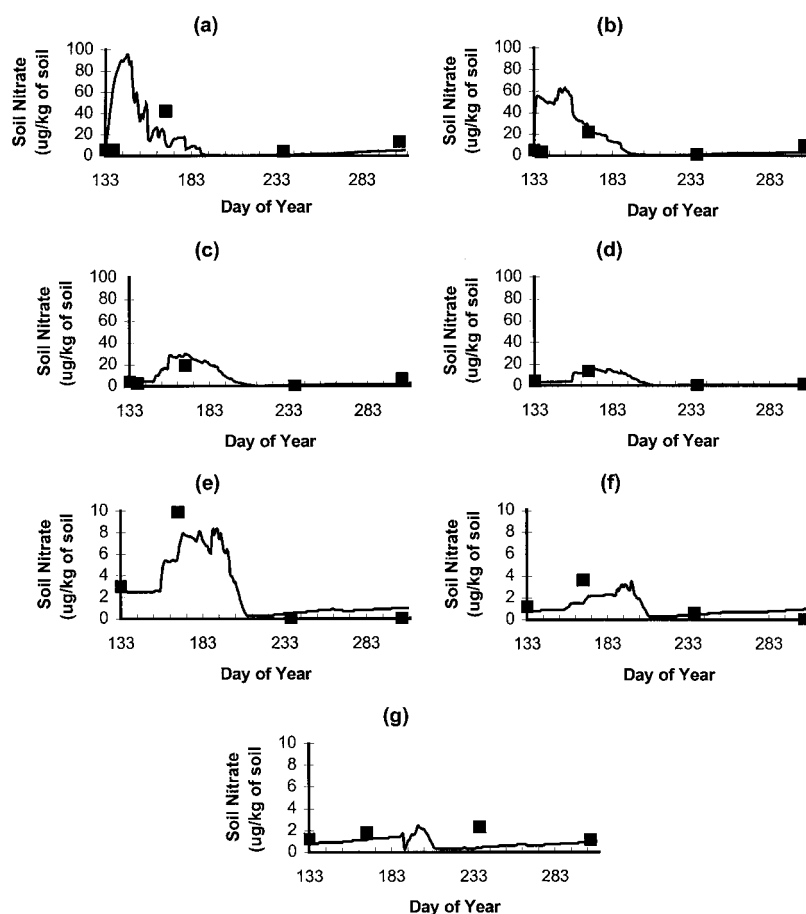 (a)
Soil Nitrate
(ug/kg of soil
100
80
60
40
20
0
133 183 233 283
Day of Year
(b)
Soil Nitrate
(ug/kg of soil
100
80
60
40
20
0
133 183 233 283
Day of Year
(c)
Soil Nitrate
(ug/kg of soil
100
80
60
40
20
0
133 183 233 283
Day of Year
(d)
Soil Nitrate
(ug/kg of soil
100
80
60
40
20
0
133 183 233 283
Day of Year
(e)
Soil Nitrate
(ug/kg of soil
10
8
6
4
2
0
133 183 233 283
Day of Year
(f)
Soil Nitrate
(ug/kg of soil
10
8
6
4
2
0
133 183 233 283
Day of Year
(g)
Soil Nitrate
(ug/kg of soil
10
8
6
4
2
0
133 183 233 283
Day of Year